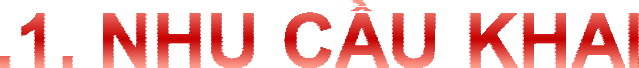 .1. NHU CẦU KHAI